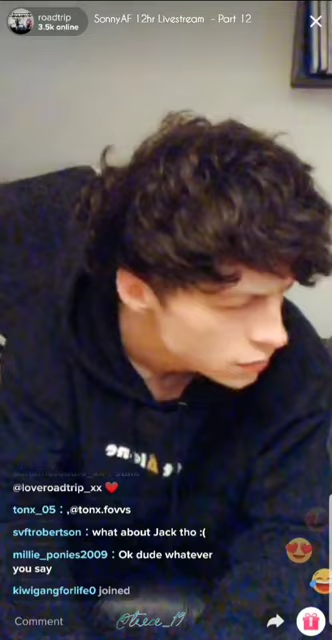 roadtrip
3.5k online
SonnyAF 12hr Livestream - Part 12
@loveroadtrip_xx ❤️
tonx_05 : ,@tonx.fovvs
svftrobertson : what about Jack tho :(
millie_ponies2009 : Ok dude whatever
you say
kiwigangforlife0 joined
Comment